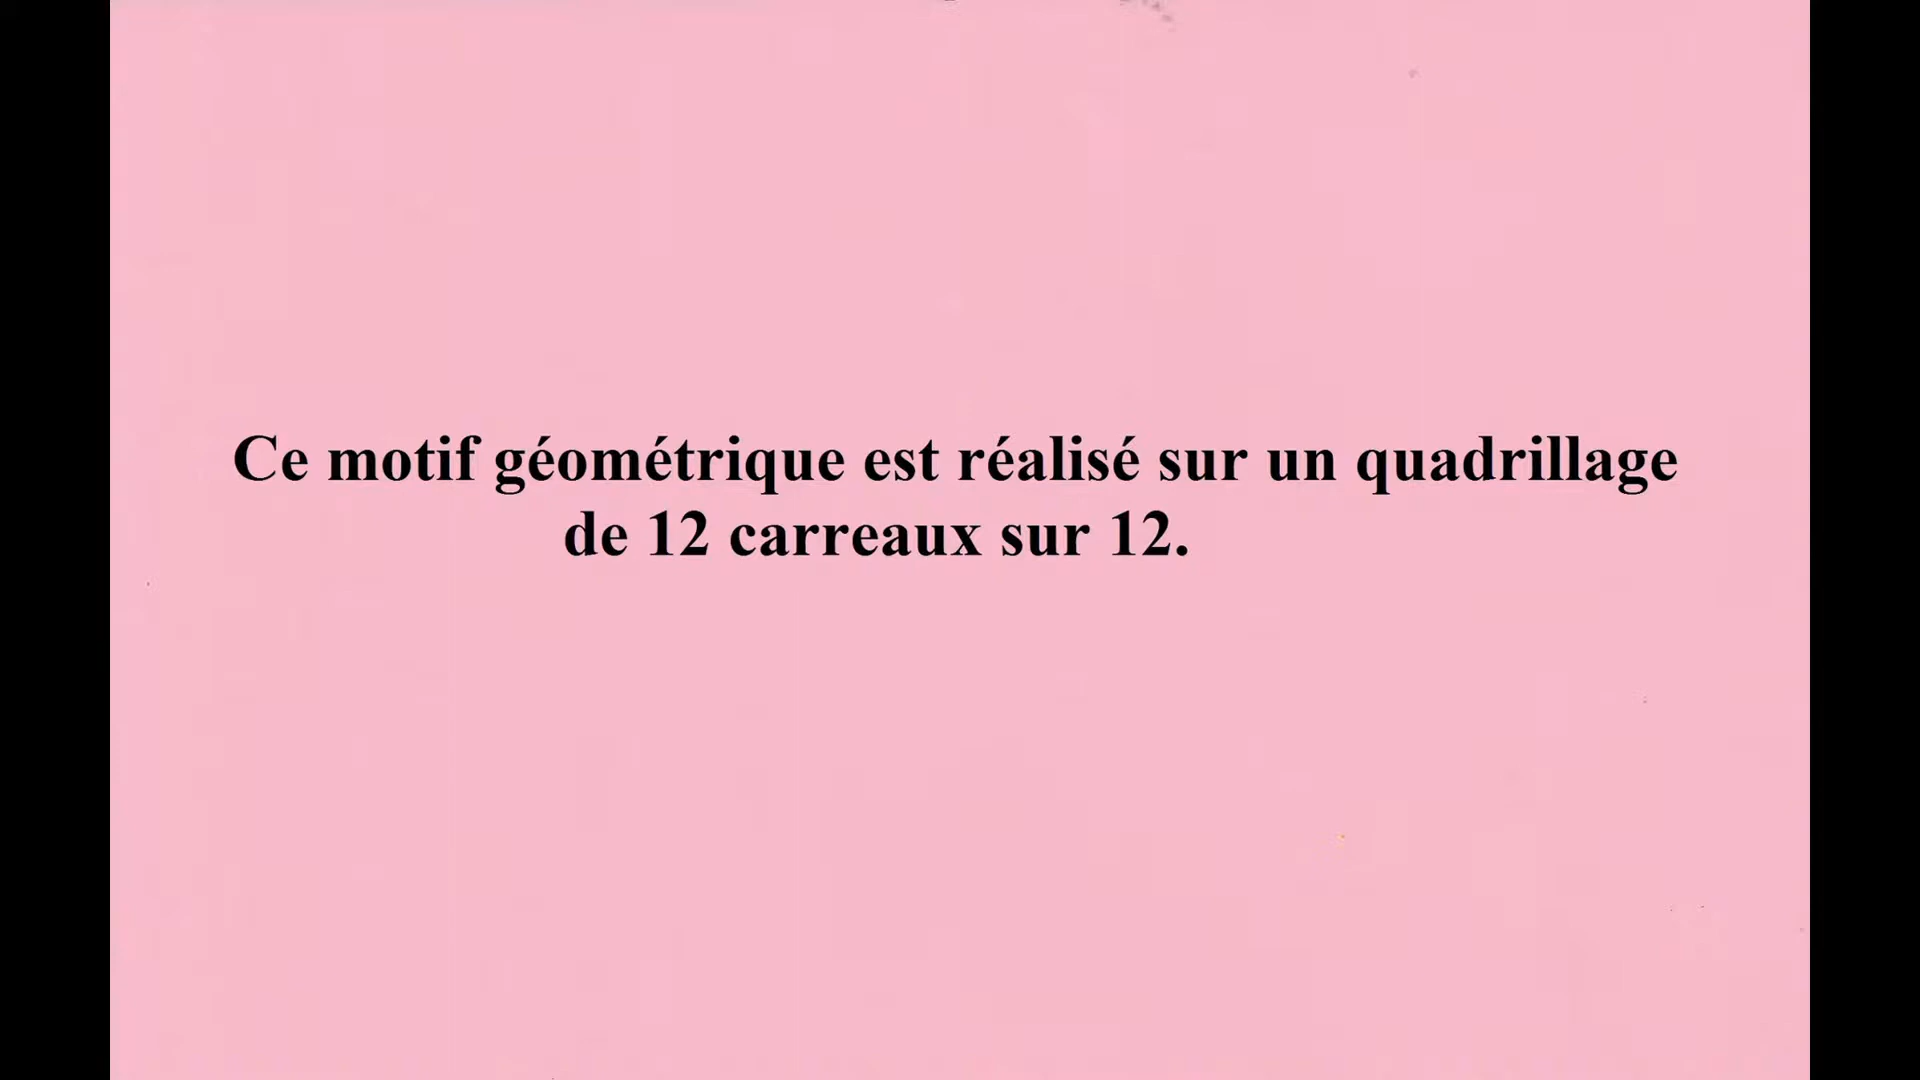 Ce motif géométrique est réalisé sur un quadrillage
de 12 carreaux sur 12.